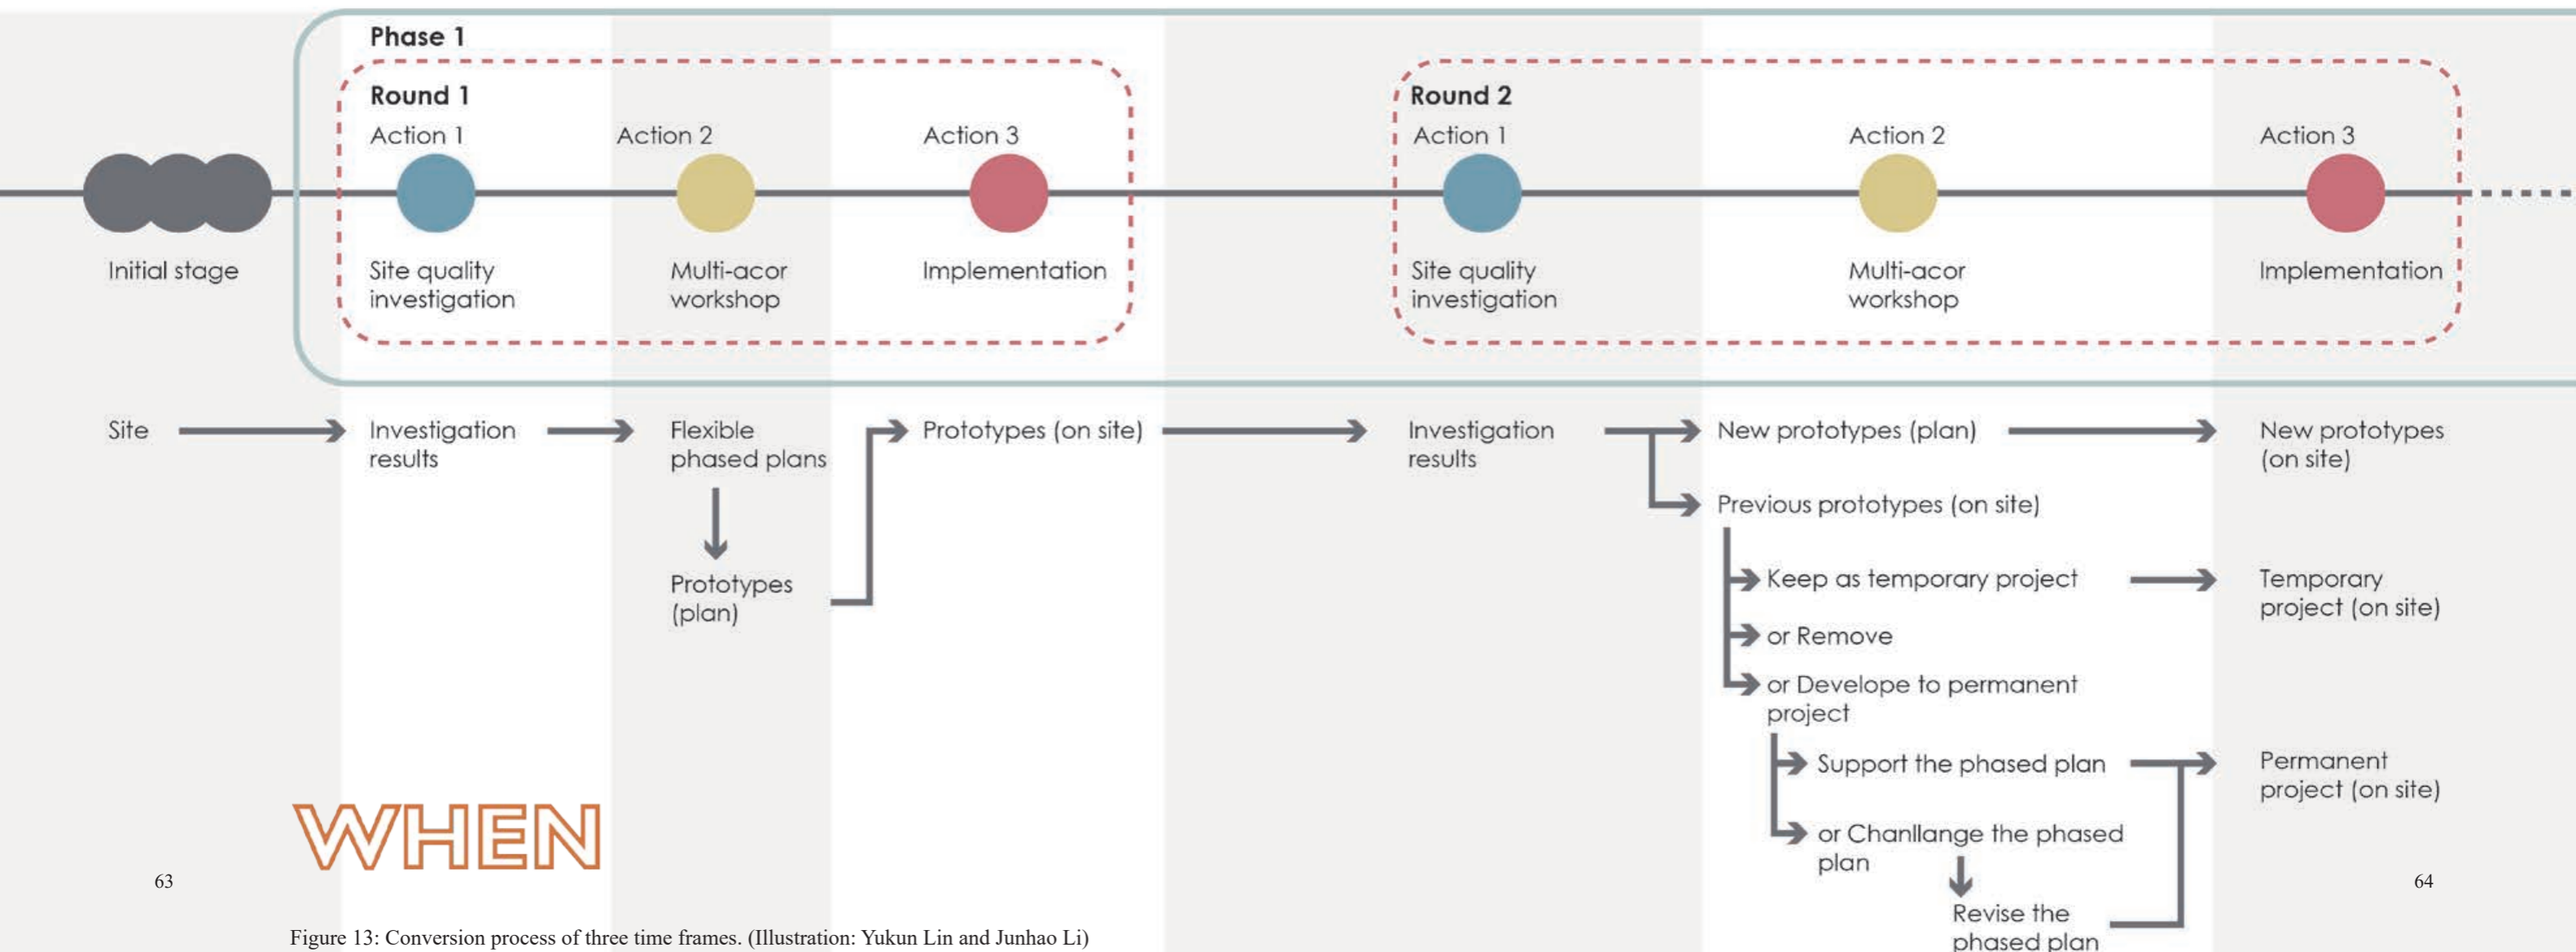 Phase 1
Round 1
Round 2
Action 1
Action 2
Action 3
Action 1
Action 2
Action 3
Initial stage
Site quality
investigation
Multi-acor
workshop
Implementation
Site quality
investigation
Multi-acor
workshop
Implementation
Site
Investigation
results
Flexible
phased plans
Prototypes
(plan)
Prototypes (on site)
Investigation
results
New prototypes (plan)
New prototypes
(on site)
Previous prototypes (on site)
Keep as temporary project
Temporary
project (on site)
or Remove
or Develope to permanent
project
Support the phased plan
Permanent
project (on site)
or Chanllange the phased
plan
Revise the
phased plan
WHEN
63
64
Figure 13: Conversion process of three time frames. (Illustration: Yukun Lin and Junhao Li)